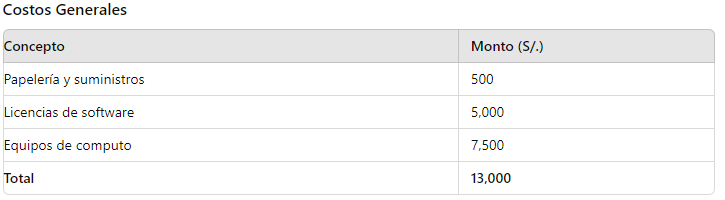 Costos Generales
Concepto Monto (S/.)
Papelería y suministros 500
Licencias de software 5,000
Equipos de computo 7,500
Total 13,000